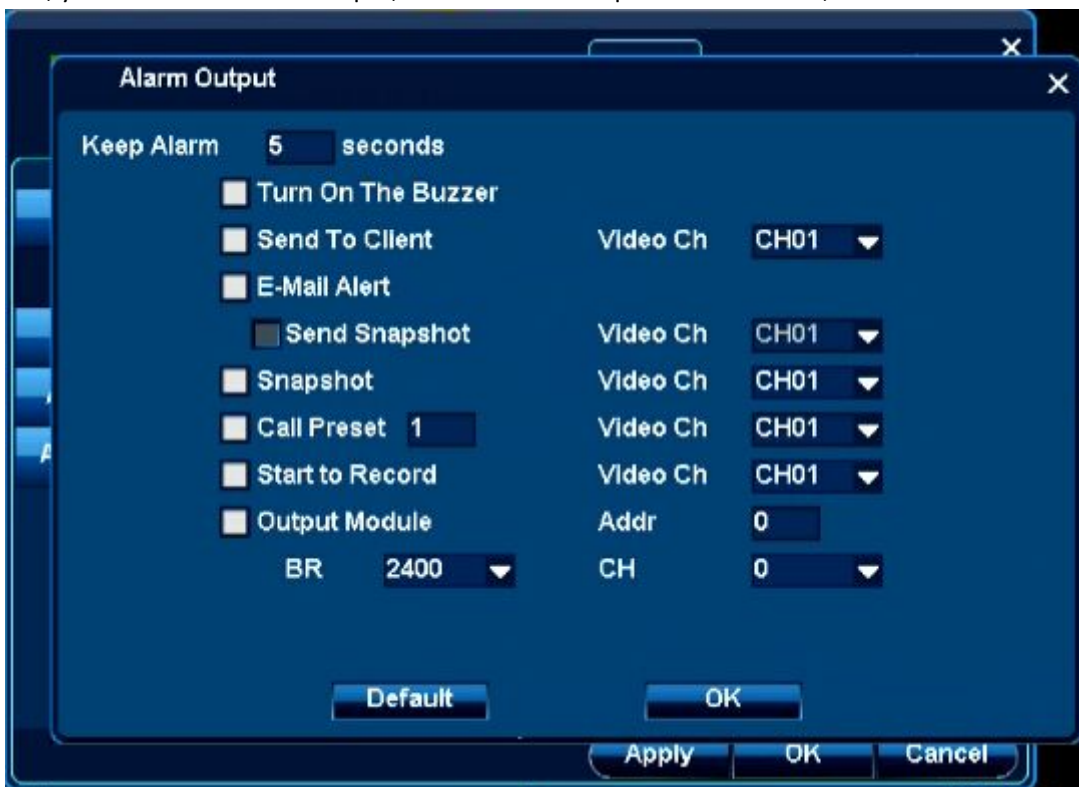 Alarm Output
Keep Alarm 5 seconds
Turn On The Buzzer
Send To Client Video Ch CH01
E-Mail Alert
Send Snapshot Video Ch CH01
Snapshot Video Ch CH01
Call Preset 1 Video Ch CH01
Start to Record Video Ch CH01
Output Module Addr 0
BR 2400 CH 0
Default OK
Apply OK Cancel